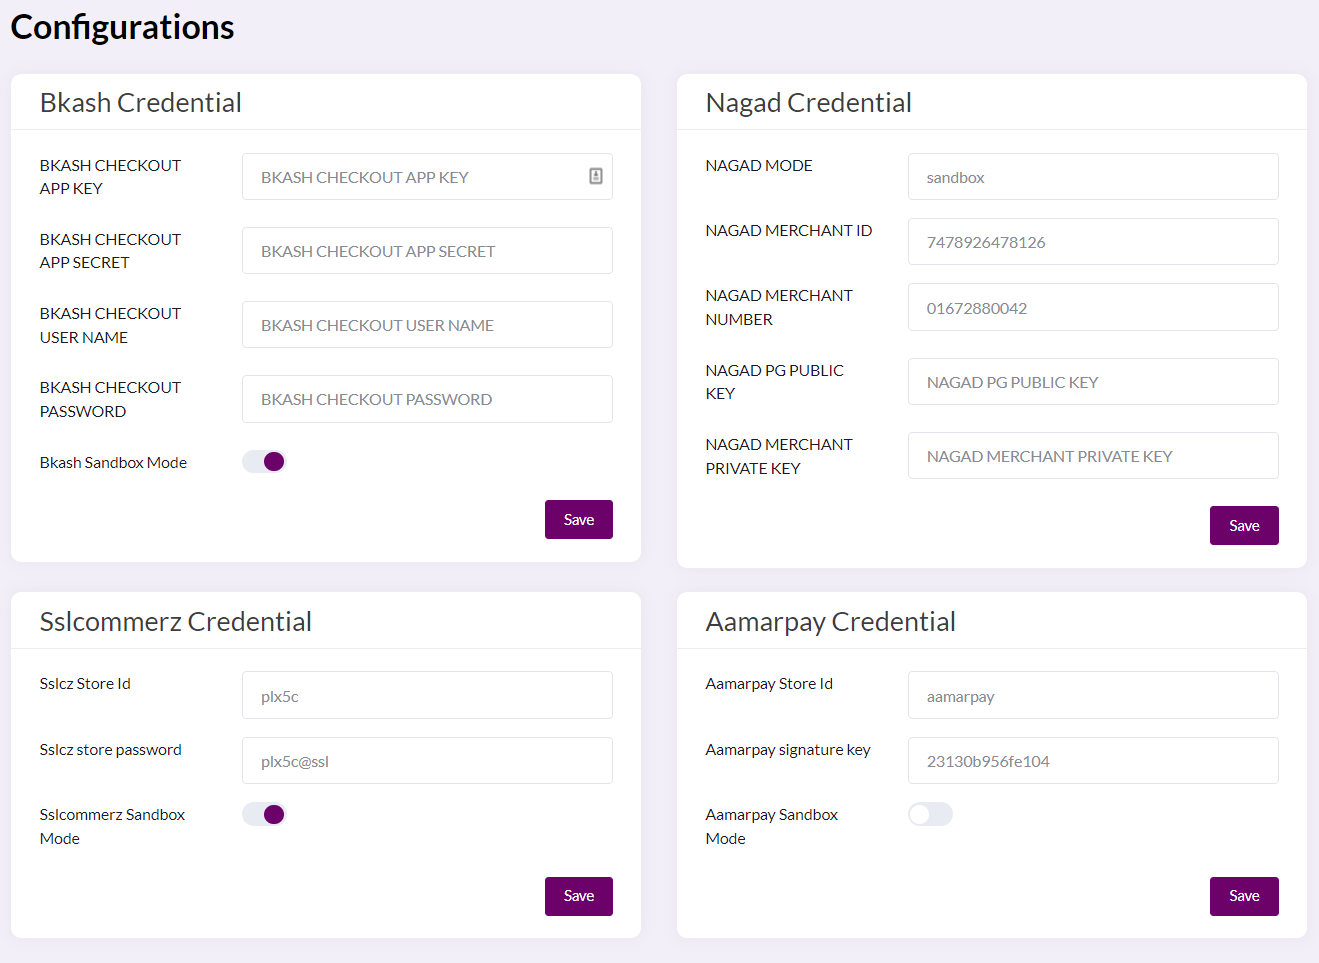 Configurations
Bkash Credential
BKASH CHECKOUT
APP KEY
BKASH CHECKOUT APP KEY
BKASH CHECKOUT
APP SECRET
BKASH CHECKOUT APP SECRET
BKASH CHECKOUT
USER NAME
BKASH CHECKOUT USER NAME
BKASH CHECKOUT
PASSWORD
BKASH CHECKOUT PASSWORD
Bkash Sandbox Mode
Save
Nagad Credential
NAGAD MODE
sandbox
NAGAD MERCHANT ID
7478926478126
NAGAD MERCHANT
NUMBER
01672880042
NAGAD PG PUBLIC
KEY
NAGAD PG PUBLIC KEY
NAGAD MERCHANT
PRIVATE KEY
NAGAD MERCHANT PRIVATE KEY
Save
Sslcommerz Credential
Sslcz Store Id
plx5c
Sslcz store password
plx5c@ssl
Sslcommerz Sandbox
Mode
Save
Aamarpay Credential
Aamarpay Store Id
aamarpay
Aamarpay signature key
23130b956fe104
Aamarpay Sandbox
Mode
Save